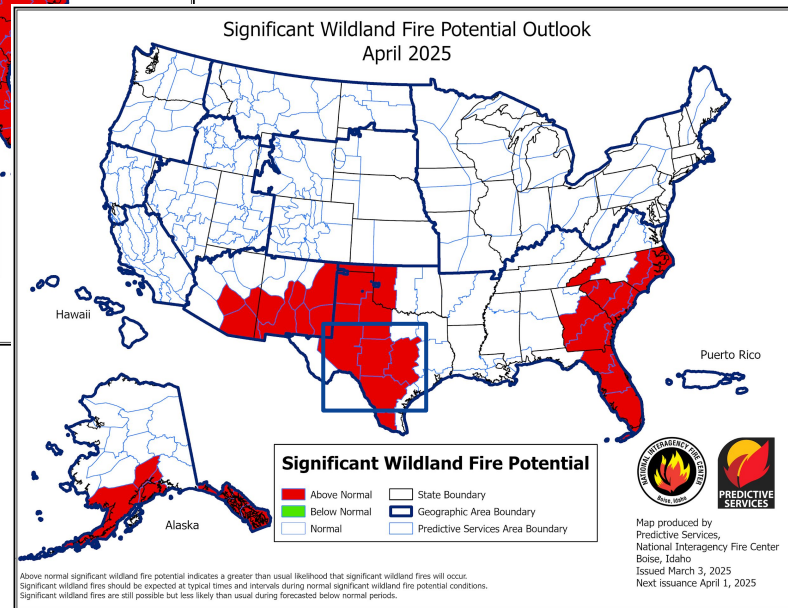 Significant Wildland Fire Potential Outlook
April 2025
Hawaii
Puerto Rico
Alaska
Significant Wildland Fire Potential
Above Normal
Below Normal
Normal
State Boundary
Geographic Area Boundary
Predictive Services Area Boundary
NATIONAL INTERAGENCY FIRE CENTER
Boise, Idaho
PREDICTIVE
SERVICES
Map produced by
Predictive Services,
National Interagency Fire Center
Boise, Idaho
Issued March 3, 2025
Next issuance April 1, 2025
Above normal significant wildland fire potential indicates a greater than usual likelihood that significant wildland fires will occur.
Significant wildland fires should be expected at typical times and intervals during normal significant wildland fire potential conditions.
Significant wildland fires are still possible but less likely than usual during forecasted below normal periods.